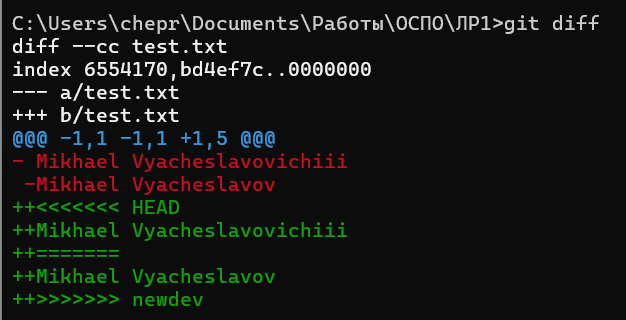 C:\Users\chepr\Documents\Работы\ОСПО\ЛР1>git diff
diff --cc test.txt
index 6554170,bd4ef7c..0000000
--- a/test.txt
+++ b/test.txt
@@@ -1,1 -1,1 +1,5 @@@
- Mikhael Vyacheslavovichiii
 -Mikhael Vyacheslavov
++<<<<<<< HEAD
++Mikhael Vyacheslavovichiii
++=======
++Mikhael Vyacheslavov
++>>>>>>> newdev